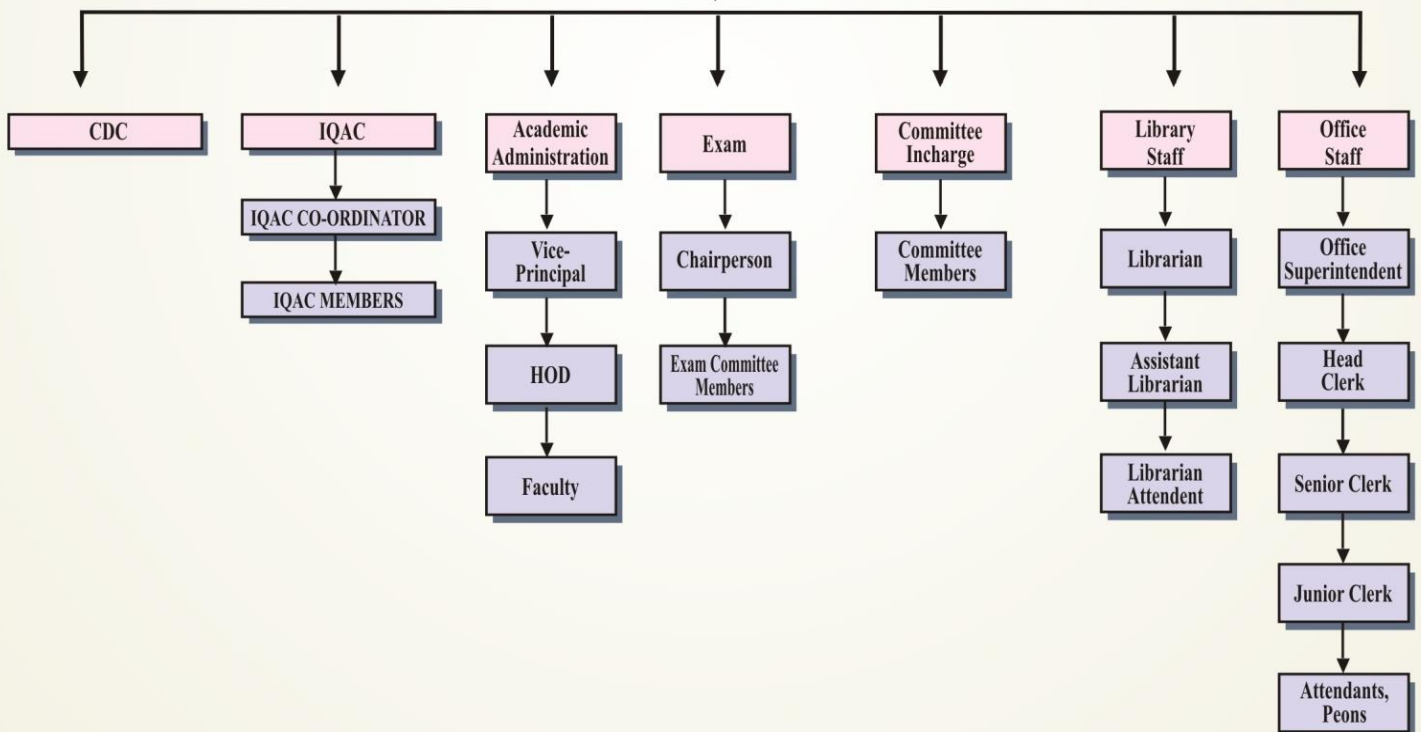 CDC
IQAC
IQAC CO-ORDINATOR
IQAC MEMBERS
Academic
Administration
Vice-
Principal
HOD
Faculty
Exam
Chairperson
Exam Committee
Members
Committee
Incharge
Committee
Members
Library
Staff
Librarian
Assistant
Librarian
Librarian
Attendent
Office
Staff
Office
Superintendent
Head
Clerk
Senior Clerk
Junior Clerk
Attendants,
Peons